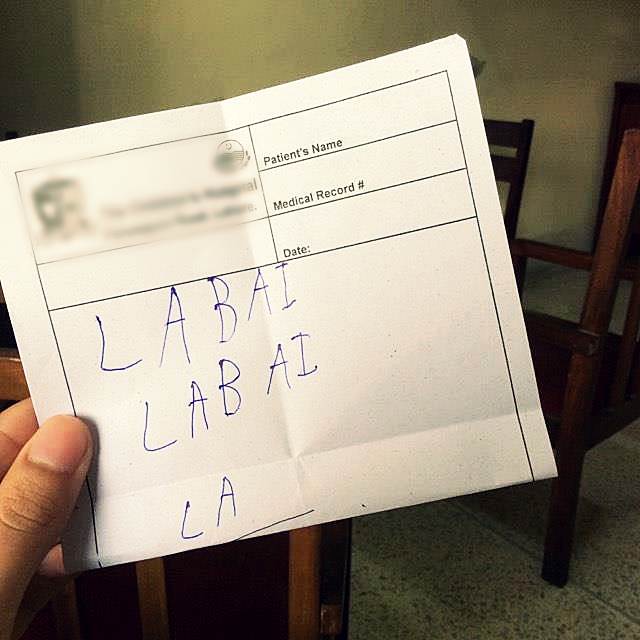 Patient's Name
Medical Record #
Date:
LABAI
LABAI
LA